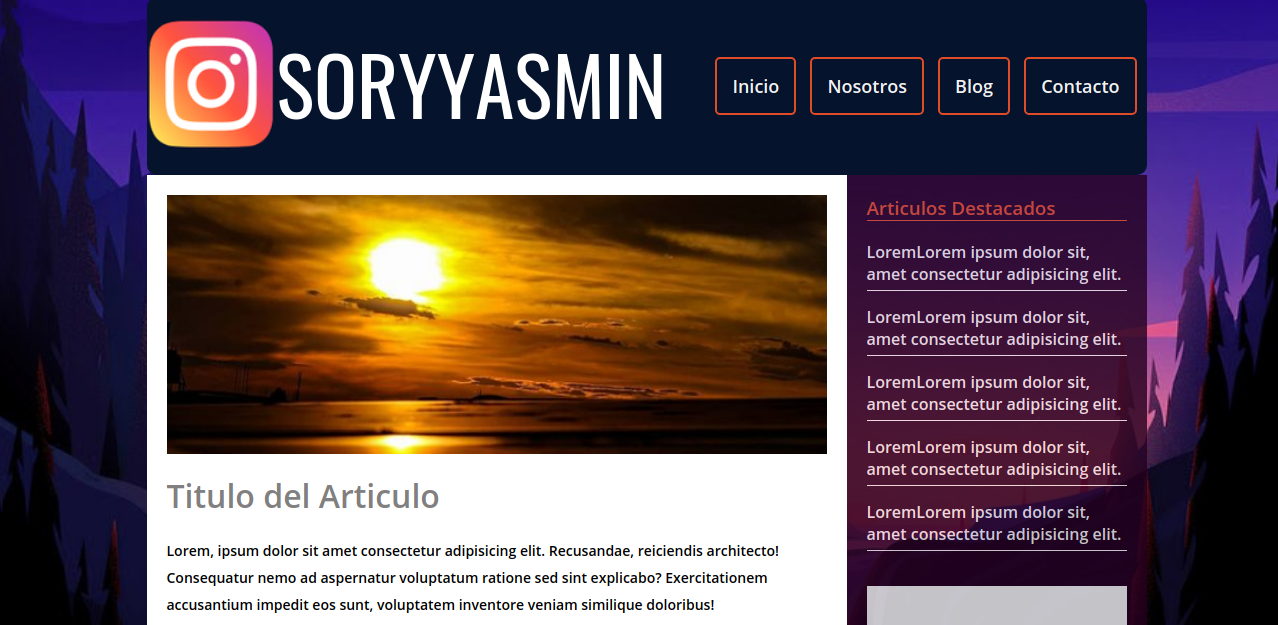 SORYYASMIN
Inicio
Nosotros
Blog
Contacto
Titulo del Articulo
Lorem, ipsum dolor sit amet consectetur adipisicing elit. Recusandae, reiciendis architecto!
Consequatur nemo ad aspernatur voluptatum ratione sed sint explicabo? Exercitationem
accusantium impedit eos sunt, voluptatem inventore veniam similique doloribus!
Articulos Destacados
LoremLorem ipsum dolor sit,
amet consectetur adipisicing elit.
LoremLorem ipsum dolor sit,
amet consectetur adipisicing elit.
LoremLorem ipsum dolor sit,
amet consectetur adipisicing elit.
LoremLorem ipsum dolor sit,
amet consectetur adipisicing elit.
LoremLorem ipsum dolor sit,
amet consectetur adipisicing elit.